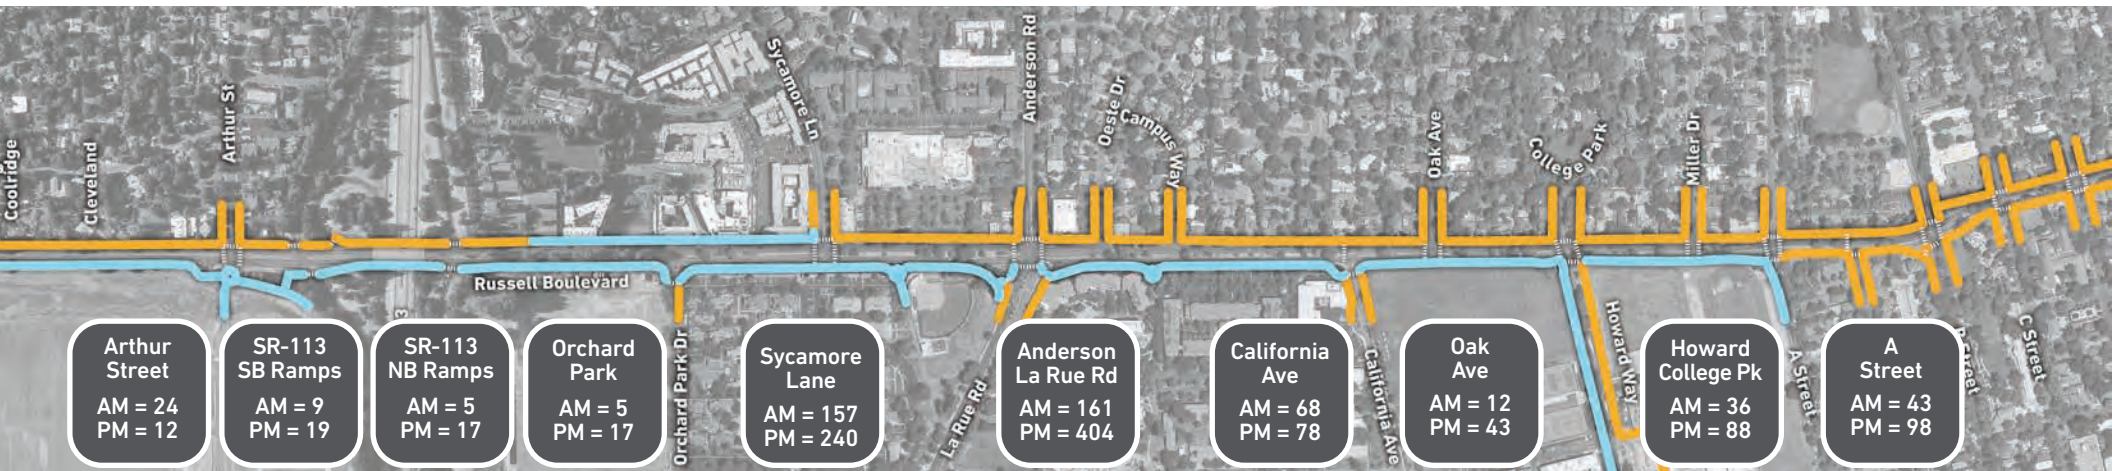 Coolridge
Cleveland
Arthur St
Sycamore Ln
Anderson Rd
Oeste Dr
Campus Way
Oak Ave
College Park
Miller Dr
Russell Boulevard
3
Orchard Park Dr
La Rue Rd
California Ave
Howard Way
A Street
Street
C Street
Arthur
Street
AM = 24
PM = 12
SR-113
SB Ramps
AM = 9
PM = 19
SR-113
NB Ramps
AM = 5
PM = 17
Orchard
Park
AM = 5
PM = 17
Sycamore
Lane
AM = 157
PM = 240
Anderson
La Rue Rd
AM = 161
PM = 404
California
Ave
AM = 68
PM = 78
Oak
Ave
AM = 12
PM = 43
Howard
College Pk
AM = 36
PM = 88
A
Street
AM = 43
PM = 98